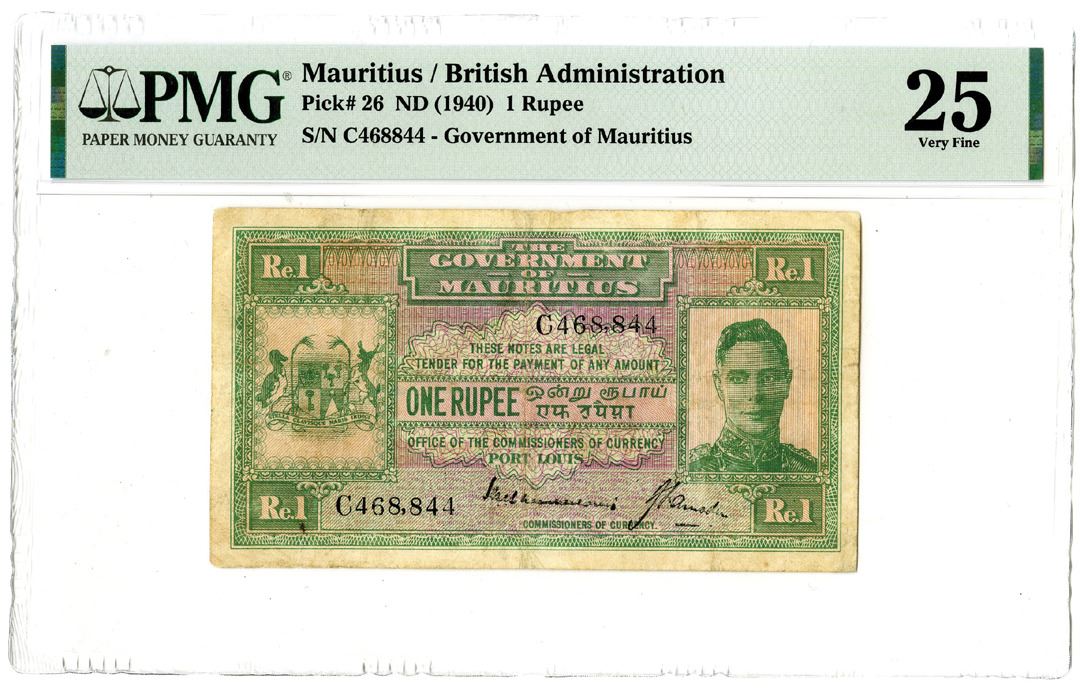 PMG®
PAPER MONEY GUARANTY
Mauritius / British Administration
Pick# 26 ND (1940) 1 Rupee
S/N C468844 - Government of Mauritius
25
Very Fine
THE
GOVERNMENT
OF
MAURITIUS
Re.1
Re.1
C468,844
THESE NOTES ARE LEGAL
TENDER FOR THE PAYMENT OF ANY AMOUNT
ONE RUPEE
ஒன்று ரூபாய்
एक रुपया
OFFICE OF THE COMMISSIONERS OF CURRENCY
PORT LOUIS
Re.1
C468,844
COMMISSIONERS OF CURRENCY.
Re.1